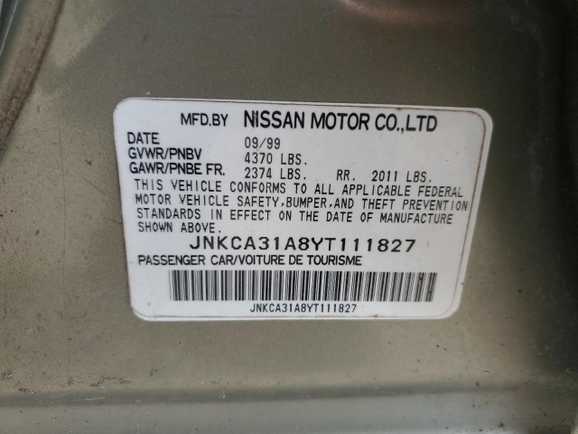 MFD.BY NISSAN MOTOR CO.,LTD
DATE 09/99
GVWR/PNBV 4370 LBS.
GAWR/PNBE FR. 2374 LBS. RR. 2011 LBS.
THIS VEHICLE CONFORMS TO ALL APPLICABLE FEDERAL
MOTOR VEHICLE SAFETY,BUMPER,AND THEFT PREVENTION
STANDARDS IN EFFECT ON THE DATE OF MANUFACTURE
SHOWN ABOVE.
JNKCA31A8YT111827
PASSENGER CAR/VOITURE DE TOURISME
JNKCA31A8YT111827